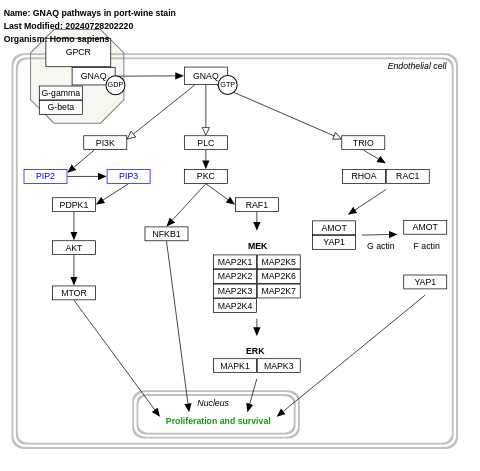 Name: GNAQ pathways in port-wine stain
Last Modified: 20240728202220
Organism: Homo sapiens
GPCR
Endothelial cell
GNAQ
GDP
GNAQ
GTP
G-gamma
G-beta
PI3K
PLC
TRIO
PIP2
PIP3
PKC
RHOA
RAC1
PDPK1
RAF1
NFKB1
AMOT
YAP1
G actin
AMOT
F actin
AKT
MEK
MAP2K1
MAP2K5
MAP2K2
MAP2K6
MAP2K3
MAP2K7
MAP2K4
YAP1
MTOR
ERK
MAPK1
MAPK3
Nucleus
Proliferation and survival